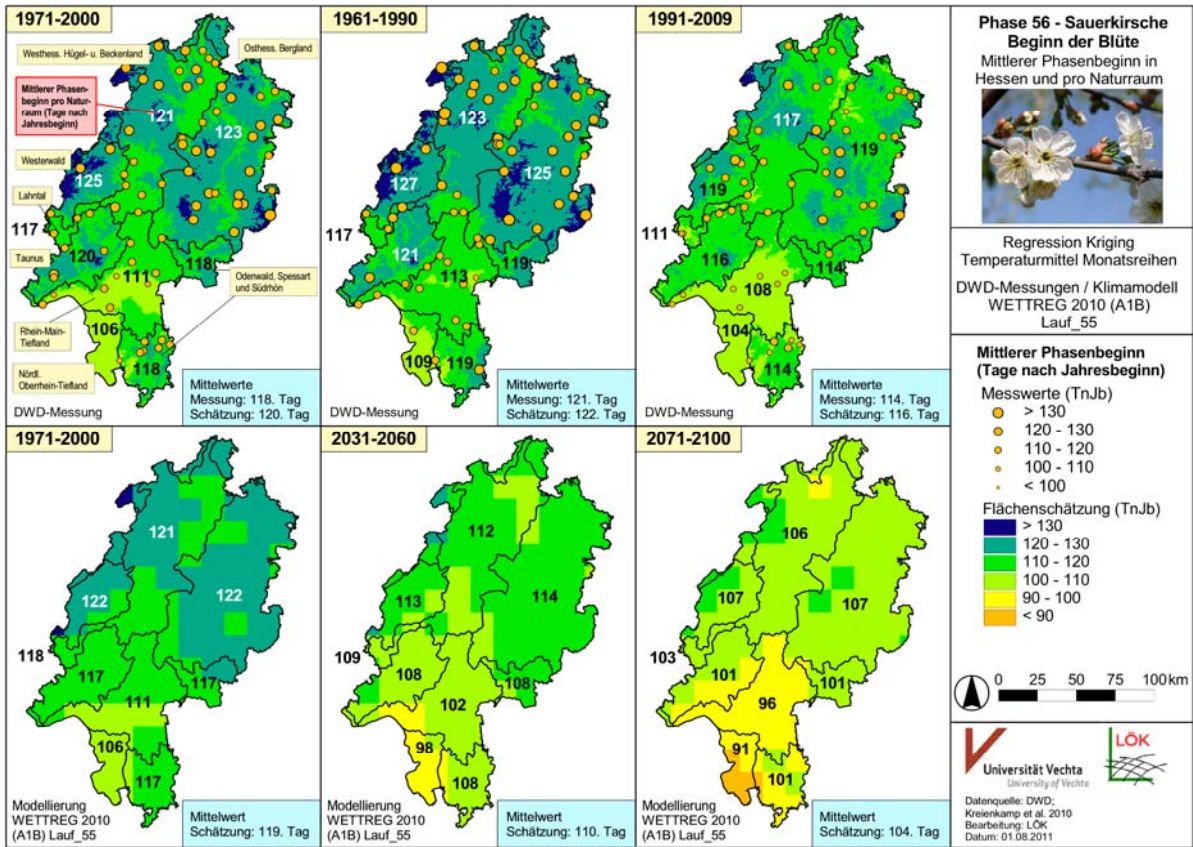 1971-2000
Westhess. Hügel- u. Beckenland
Osthess. Bergland
Mittlerer Phasen-
beginn pro Natur-
raum (Tage nach
Jahresbeginn)
121
123
Westerwald
125
Lahntal
117
Taunus
120
111
118
Odenwald, Spessart
und Südrhön
Rhein-Main-
Tiefland
106
Nördl.
Oberrhein-Tiefland
118
DWD-Messung
Mittelwerte
Messung: 118. Tag
Schätzung: 120. Tag
1961-1990
123
125
127
117
121
113
119
109
119
DWD-Messung
Mittelwerte
Messung: 121. Tag
Schätzung: 122. Tag
1991-2009
117
119
119
111
116
114
108
104
114
Mittelwerte
Messung: 114. Tag
Schätzung: 116. Tag
1971-2000
121
122
122
118
117
117
111
106
117
Modellierung
WETTREG 2010
(A1B) Lauf_55
Mittelwert
Schätzung: 119. Tag
2031-2060
112
113
114
109
108
108
102
98
108
Modellierung
WETTREG 2010
(A1B) Lauf_55
Mittelwert
Schätzung: 110. Tag
2071-2100
106
107
107
103
101
101
96
91
101
Modellierung
WETTREG 2010
(A1B) Lauf_55
Mittelwert
Schätzung: 104. Tag
Phase 56 - Sauerkirsche
Beginn der Blüte
Mittlerer Phasenbeginn in
Hessen und pro Naturraum
Regression Kriging
Temperaturmittel Monatsreihen
DWD-Messungen / Klimamodell
WETTREG 2010 (A1B)
Lauf_55
Mittlerer Phasenbeginn
(Tage nach Jahresbeginn)
Messwerte (TnJb)
> 130
120 - 130
110 - 120
100 - 110
< 100
Flächenschätzung (TnJb)
> 130
120 - 130
110 - 120
100 - 110
90 - 100
< 90
0 25 50 75 100 km
Universität Vechta
University of Vechta
LÖK
Datenquelle: DWD;
Kreienkamp et al. 2010
Bearbeitung: LÖK
Datum: 01.08.2011